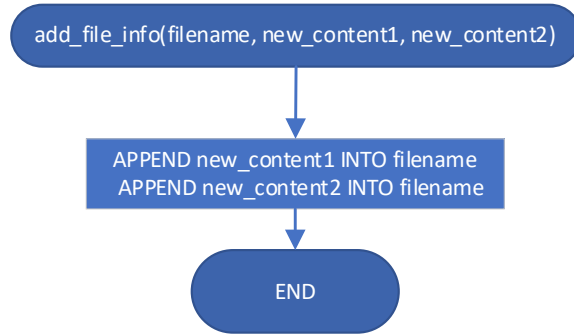 add_file_info(filename, new_content1, new_content2)
APPEND new_content1 INTO filename
APPEND new_content2 INTO filename
END